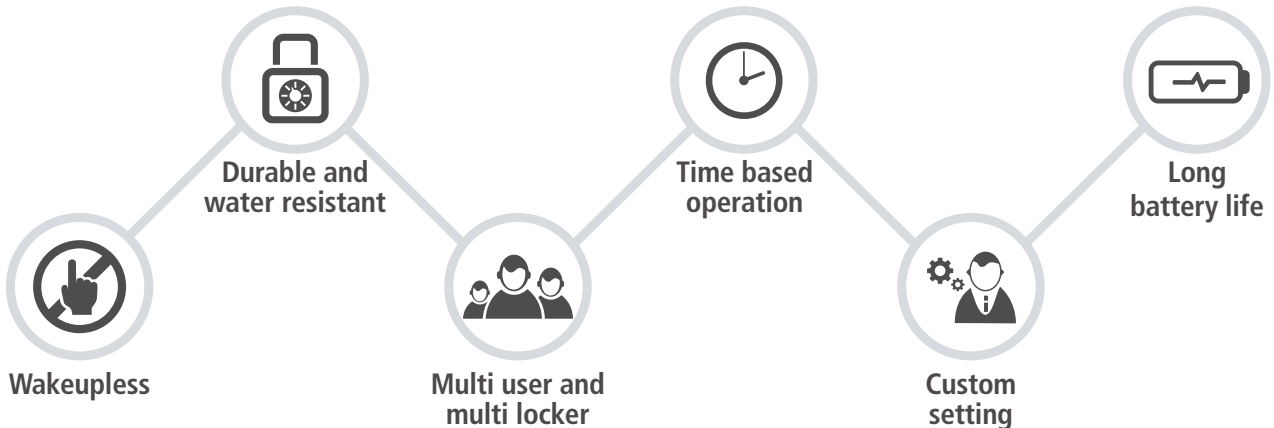 Wakeupless
Durable and
water resistant
Multi user and
multi locker
Time based
operation
Custom
setting
Long
battery life